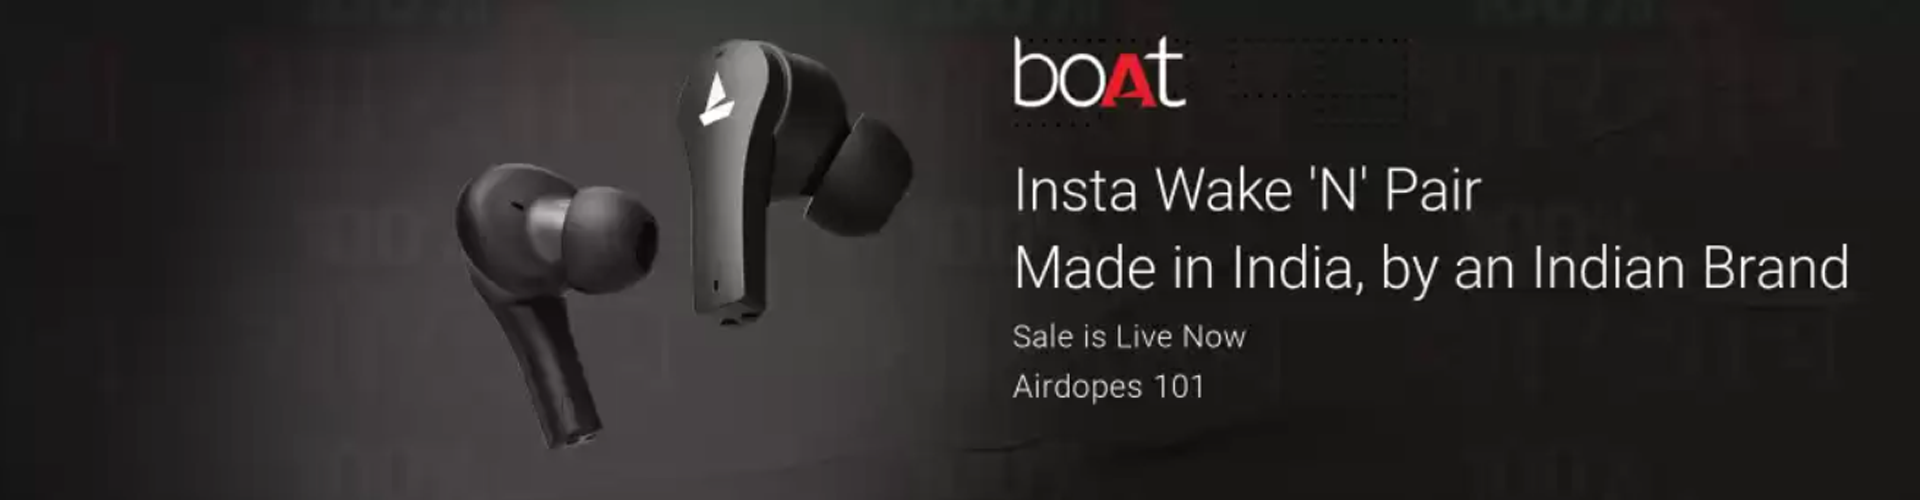 boAt
Insta Wake 'N' Pair
Made in India, by an Indian Brand
Sale is Live Now
Airdopes 101